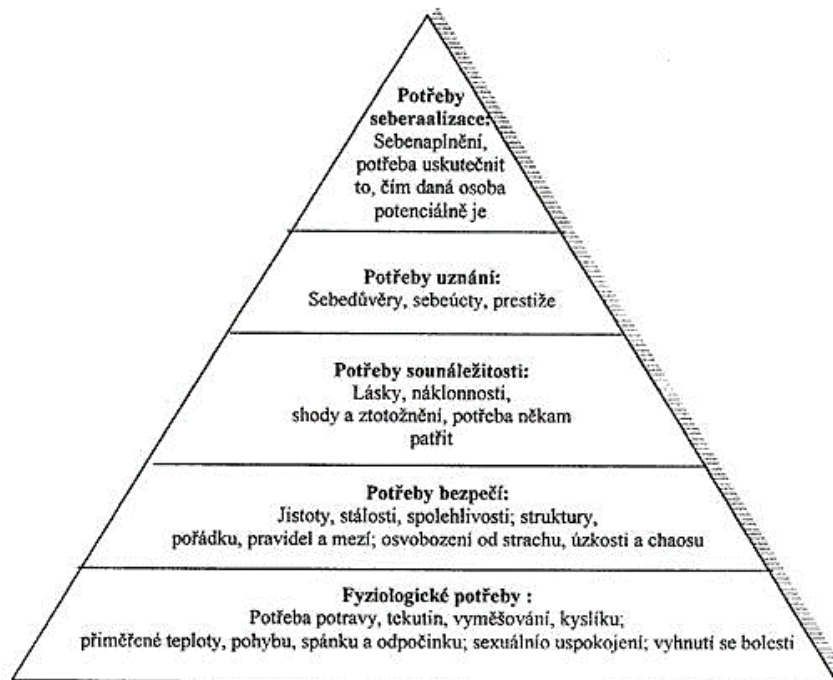 Potřeby
seberaalizace:
Sebenaplnění,
potřeba uskutečnit
to, čím daná osoba
potenciálně je
Potřeby uznání:
Sebedůvěry, sebeúcty, prestiže
Potřeby sounáležitosti:
Lásky, náklonnosti,
shody a ztotožnění, potřeba někam
patřit
Potřeby bezpečí:
Jistoty, stálosti, spolehlivosti; struktury,
pořádku, pravidel a mezí; osvobození od strachu, úzkosti a chaosu
Fyziologické potřeby :
Potřeba potravy, tekutin, vyměšování, kyslíku;
přiměřené teploty, pohybu, spánku a odpočinku; sexuálnío uspokojení; vyhnutí se bolesti